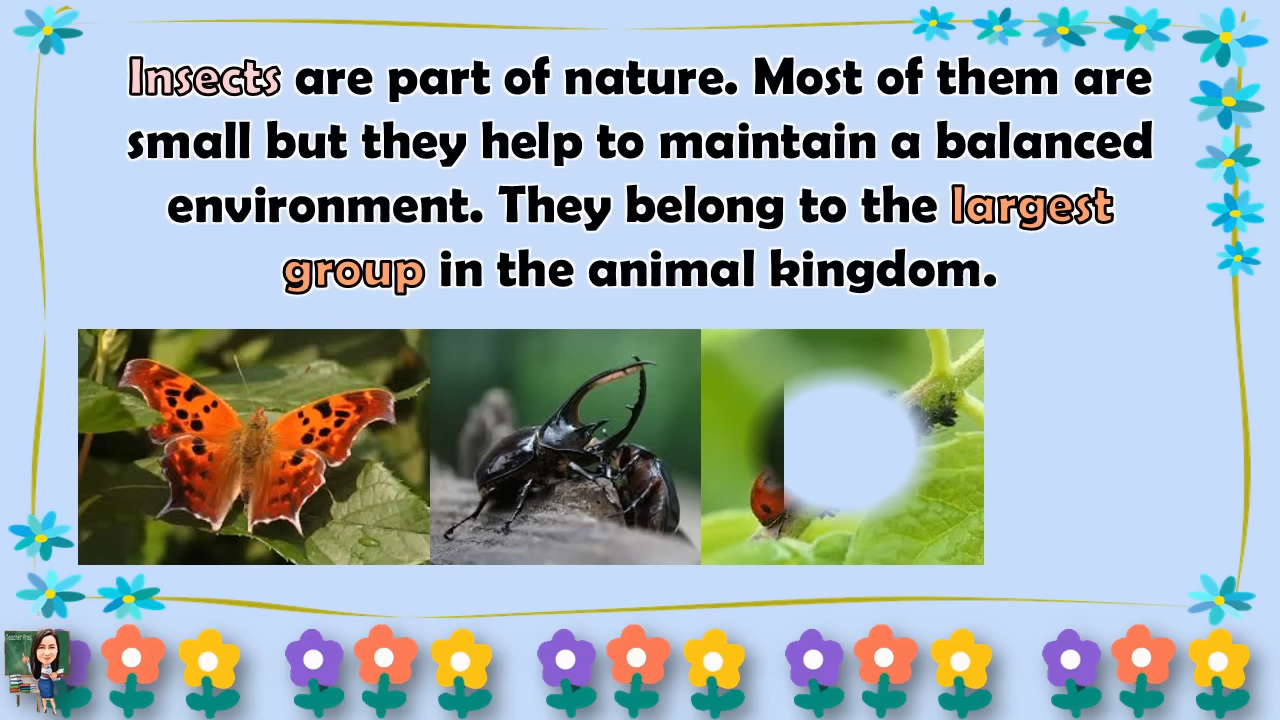 Insects are part of nature. Most of them are
small but they help to maintain a balanced
environment. They belong to the largest
group in the animal kingdom.